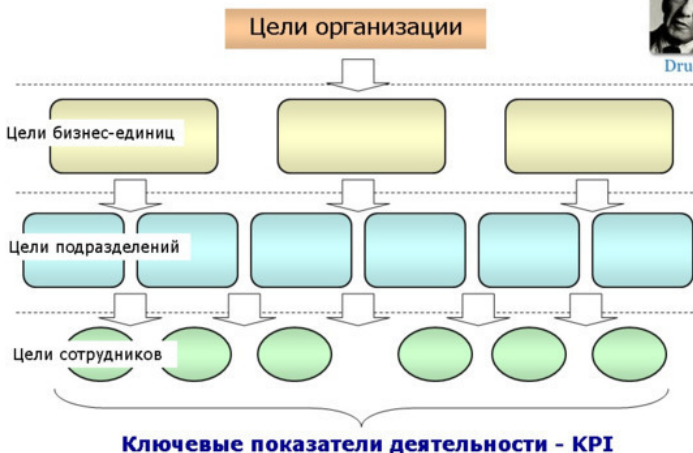 Цели организации
Dru
Цели бизнес-единиц
Цели подразделений
Цели сотрудников
Ключевые показатели деятельности - KPI